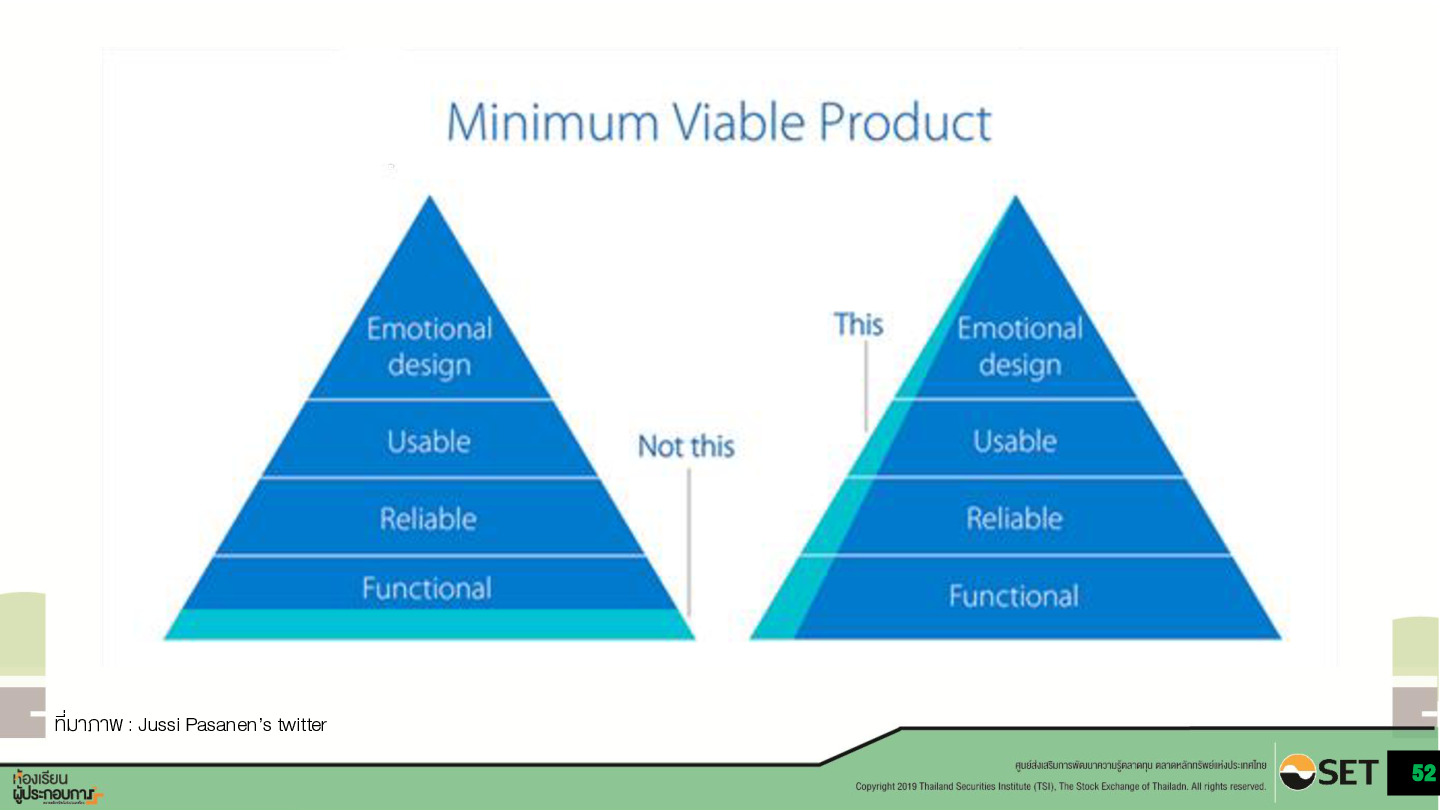 Minimum Viable Product
Emotional
design
Usable
Reliable
Functional
Not this
This
Emotional
design
Usable
Reliable
Functional
ที่มาภาพ : Jussi Pasanen's twitter
ห้องเรียน
ผู้ประกอบการ
ศูนย์ส่งเสริมการพัฒนาความรู้ตลาดทุน ตลาดหลักทรัพย์แห่งประเทศไทย
Copyright 2019 Thailand Securities Institute (TSI), The Stock Exchange of Thailadn. All rights reserved.
SET
52